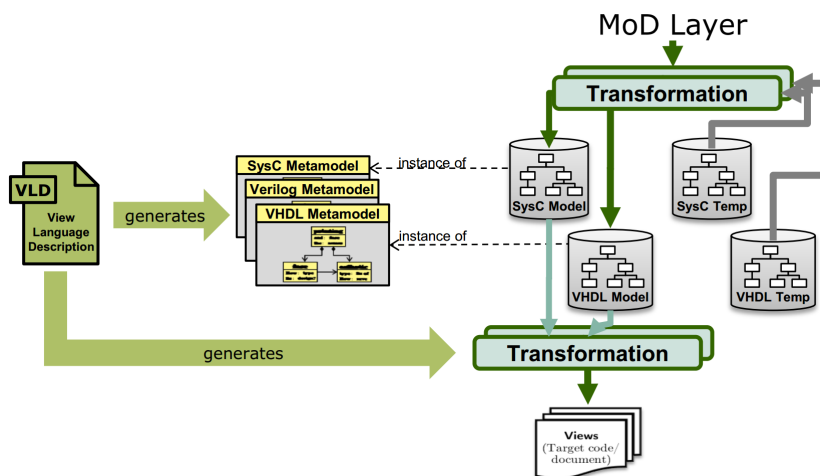 MoD Layer
Transformation
SysC Metamodel
instance of
SysC Model
SysC Temp
VLD
View
Language
Description
generates
Verilog Metamodel
VHDL Metamodel
instance of
VHDL Model
VHDL Temp
generates
Transformation
Views
(Target code/
document)